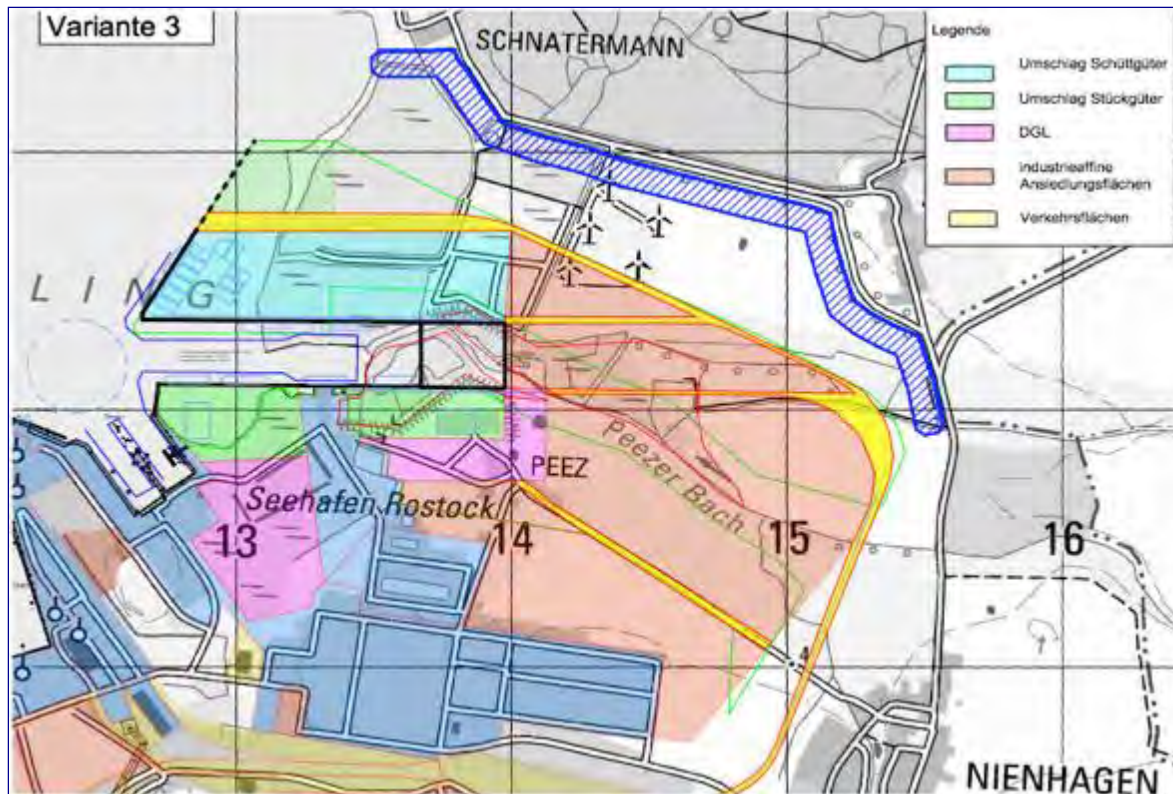 Variante 3
SCHNATERMANN
Legende
Umschlag Schüttgüter
Umschlag Stückgüter
DGL
industrieaffine
Ansiedlungsflächen
Verkehrsflächen
L I N G
PEEZ
Peezer Bach
Seehafen Rostock
13
14
15
16
4
NIENHAGEN